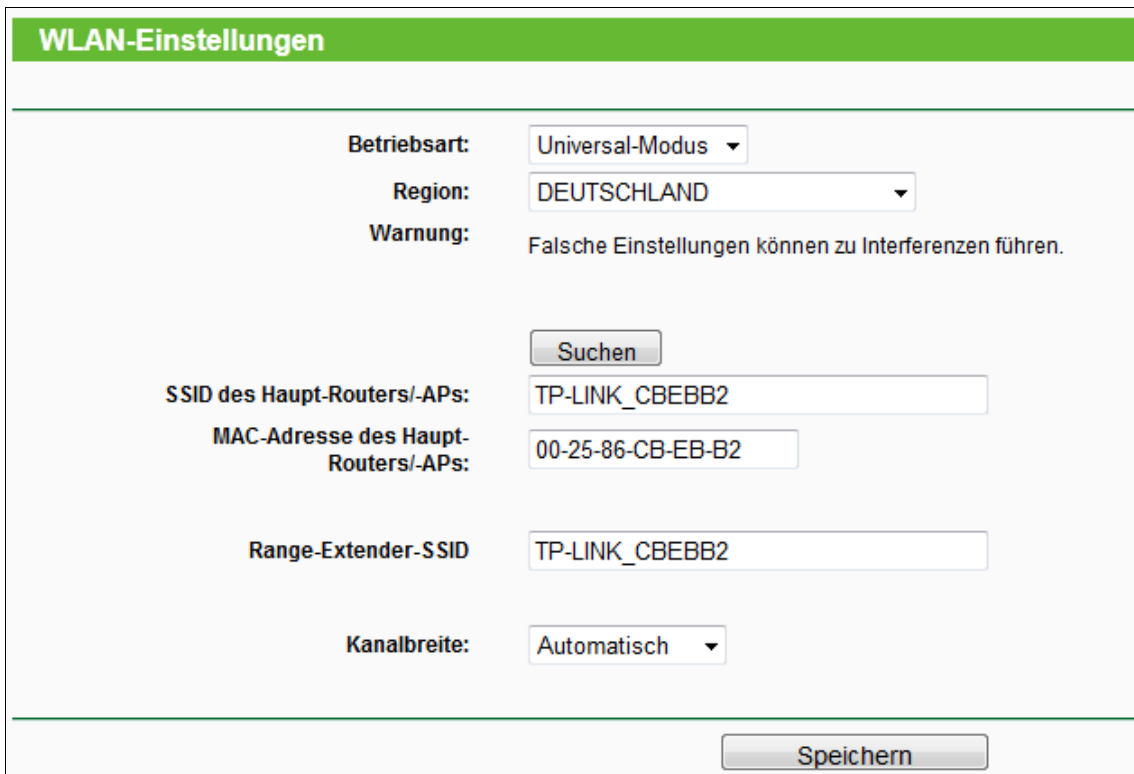 WLAN-Einstellungen
Betriebsart: Universal-Modus
Region: DEUTSCHLAND
Warnung: Falsche Einstellungen können zu Interferenzen führen.
Suchen
SSID des Haupt-Routers/-APs: TP-LINK_CBEBB2
MAC-Adresse des Haupt-
Routers/-APs: 00-25-86-CB-EB-B2
Range-Extender-SSID TP-LINK_CBEBB2
Kanalbreite: Automatisch
Speichern